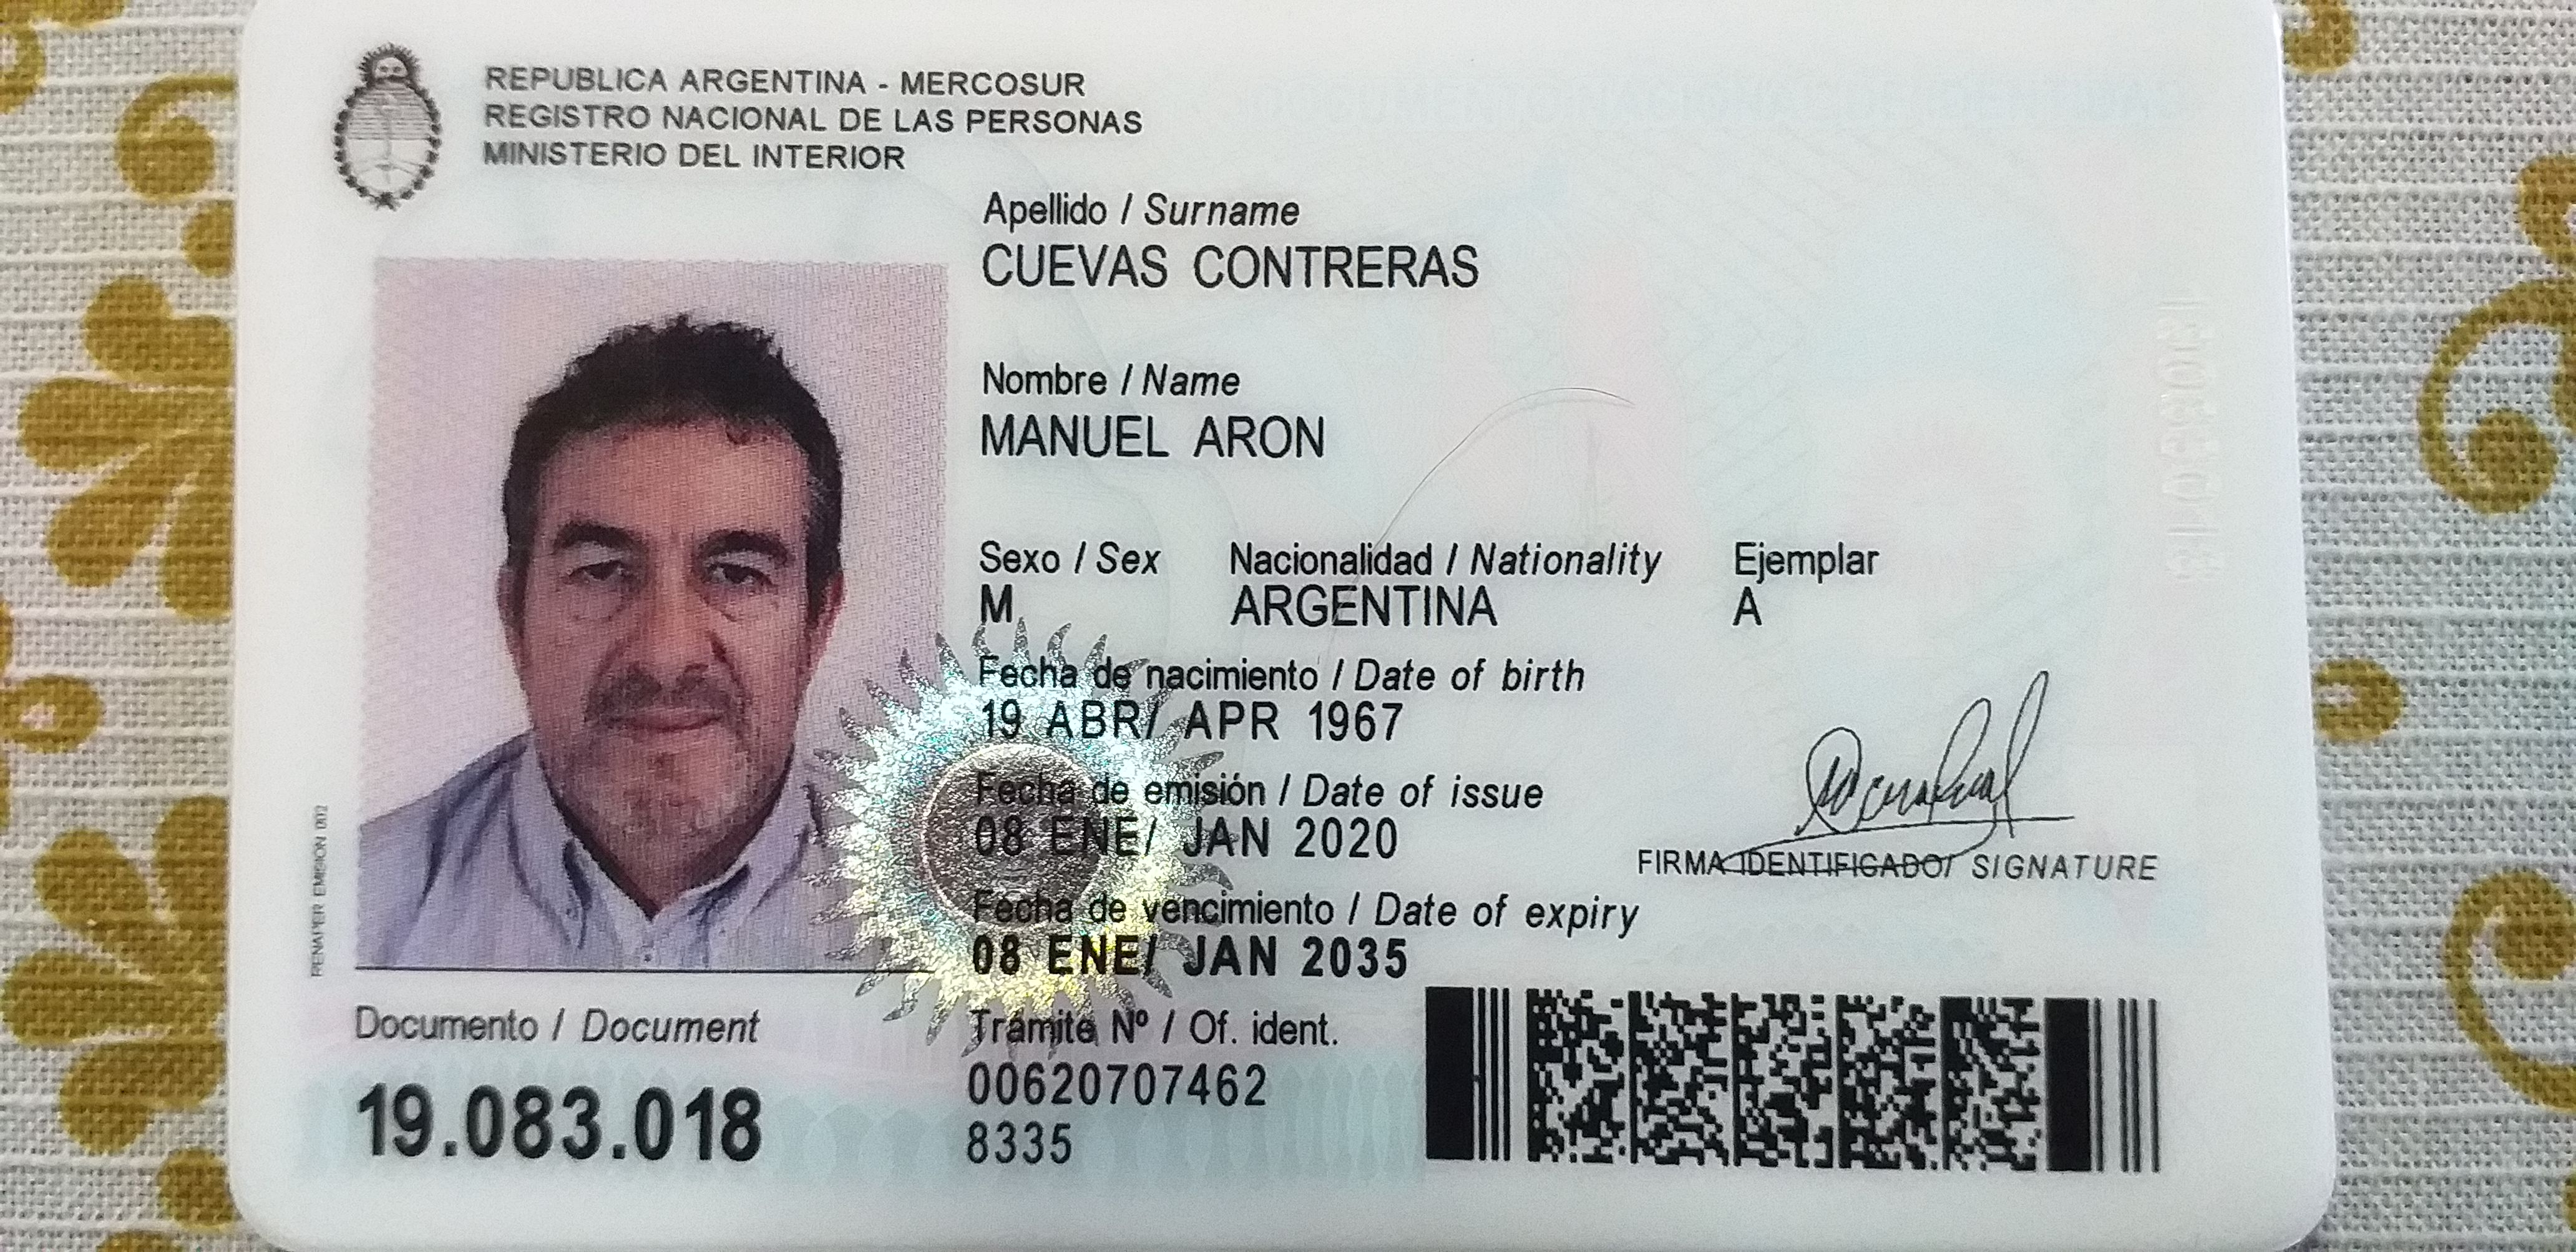 REPUBLICA ARGENTINA - MERCOSUR
REGISTRO NACIONAL DE LAS PERSONAS
MINISTERIO DEL INTERIOR
Apellido / Surname
CUEVAS CONTRERAS
Nombre / Name
MANUEL ARON
Sexo / Sex Nacionalidad / Nationality Ejemplar
M ARGENTINA A
Fecha de nacimiento / Date of birth
19 ABR/ APR 1967
Fecha de emisión / Date of issue
08 ENE/ JAN 2020
Fecha de vencimiento / Date of expiry
08 ENE/ JAN 2035
FIRMA IDENTIFICADO/ SIGNATURE
RENAPER EMISION 002
Documento / Document
19.083.018
Trámite Nº / Of. ident.
00620707462
8335